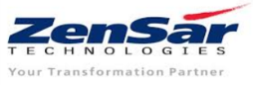 ZenSar
TECHNOLOGIES
Your Transformation Partner